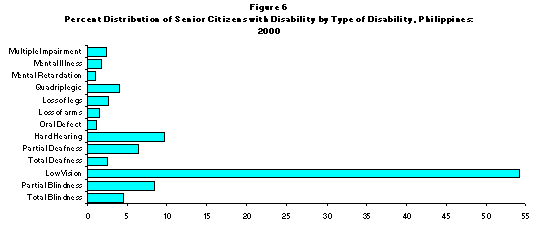 Figure 6
Percent Distribution of Senior Citizens with Disability by Type of Disability, Philippines:
2000
Multiple Impairment
Mental Illness
Mental Retardation
Quadriplegic
Loss of legs
Loss of arms
Oral Defect
Hard Hearing
Partial Deafness
Total Deafness
Low Vision
Partial Blindness
Total Blindness
0 5 10 15 20 25 30 35 40 45 50 55